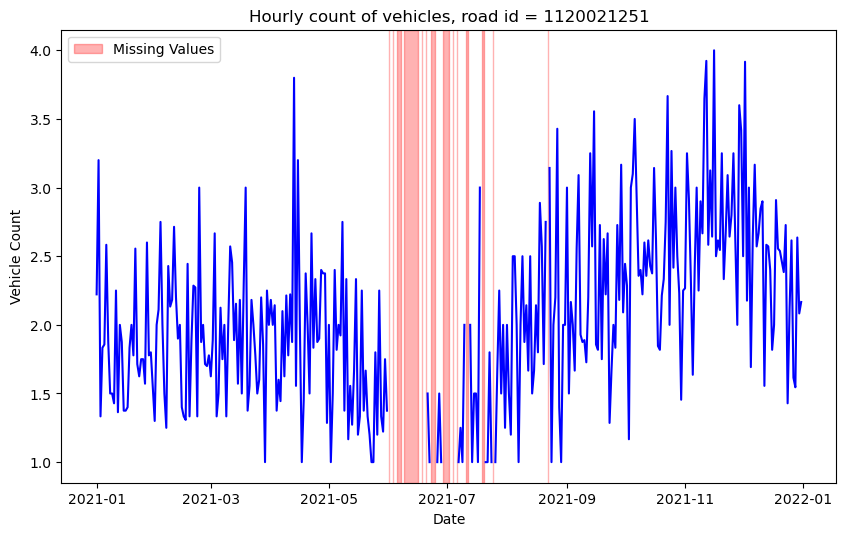 Hourly count of vehicles, road id = 1120021251
Missing Values
4.0
3.5
3.0
2.5
2.0
1.5
1.0
Vehicle Count
2021-01 2021-03 2021-05 2021-07 2021-09 2021-11 2022-01
Date